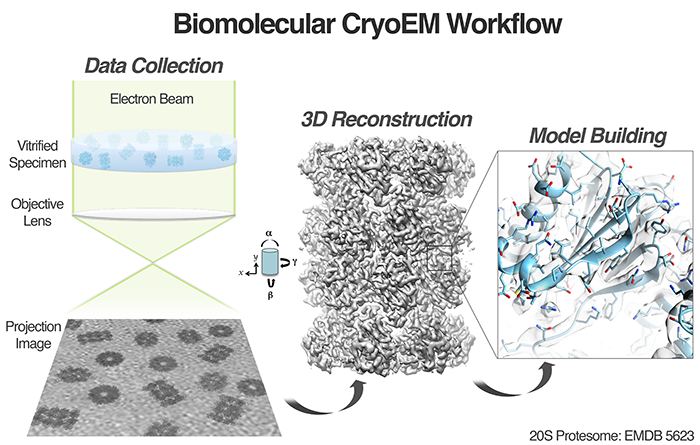 Biomolecular CryoEM Workflow
Data Collection
Electron Beam
Vitrified
Specimen
Objective
Lens
Projection
Image
α
y
x
γ
β
3D Reconstruction
Model Building
20S Protesome: EMDB 5623